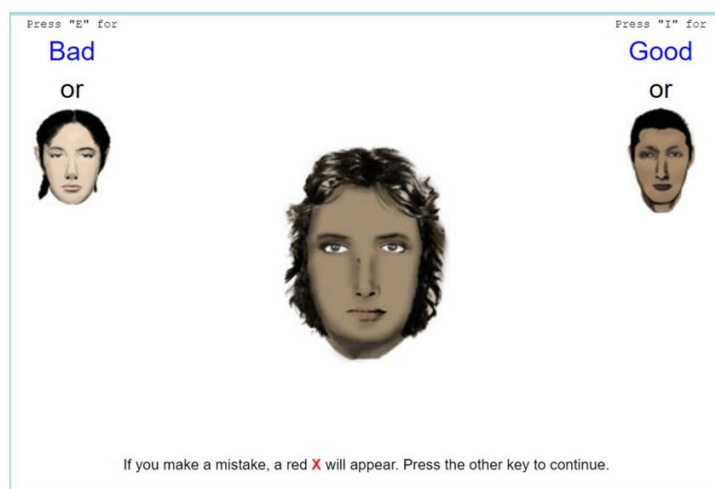 Press "E" for
Bad
or
Press "I" for
Good
or
If you make a mistake, a red X will appear. Press the other key to continue.